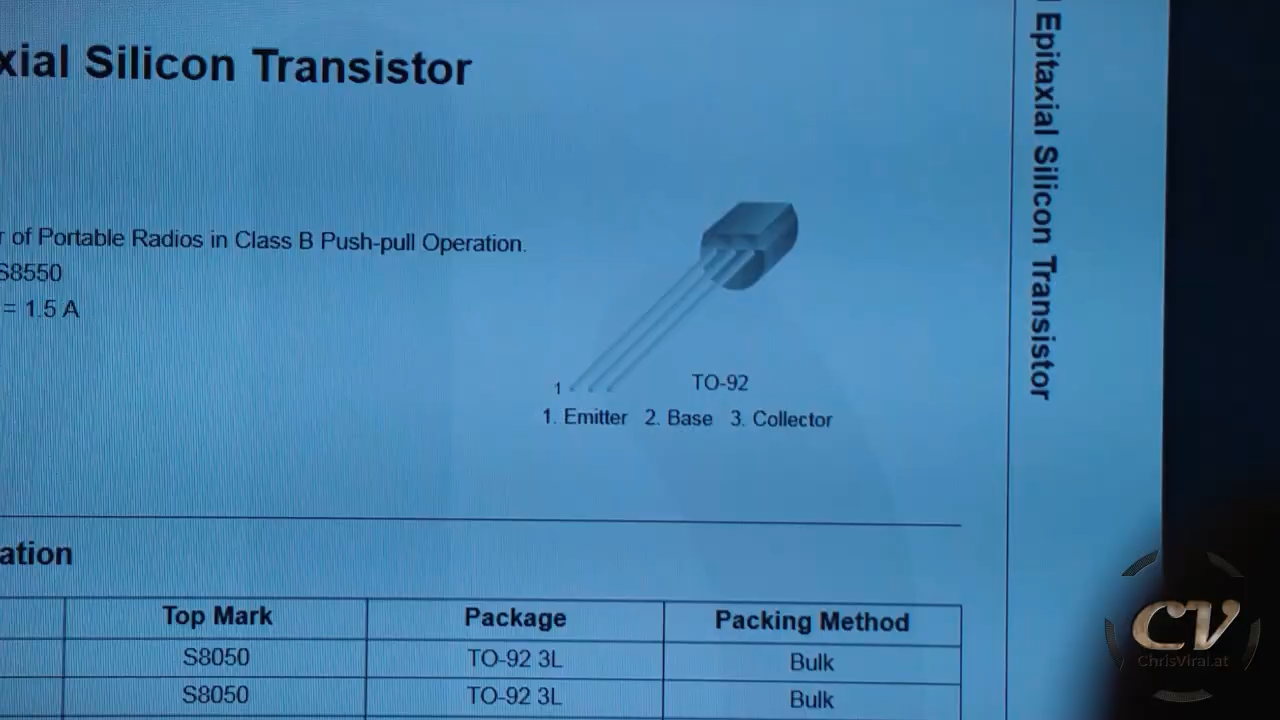 xial Silicon Transistor
Epitaxial Silicon Transistor
of Portable Radios in Class B Push-pull Operation.
S8550
= 1.5 A
1
TO-92
1. Emitter 2. Base 3. Collector
ation
Top Mark Package Packing Method
S8050 TO-92 3L Bulk
S8050 TO-92 3L Bulk
CV
ChrisViral.at